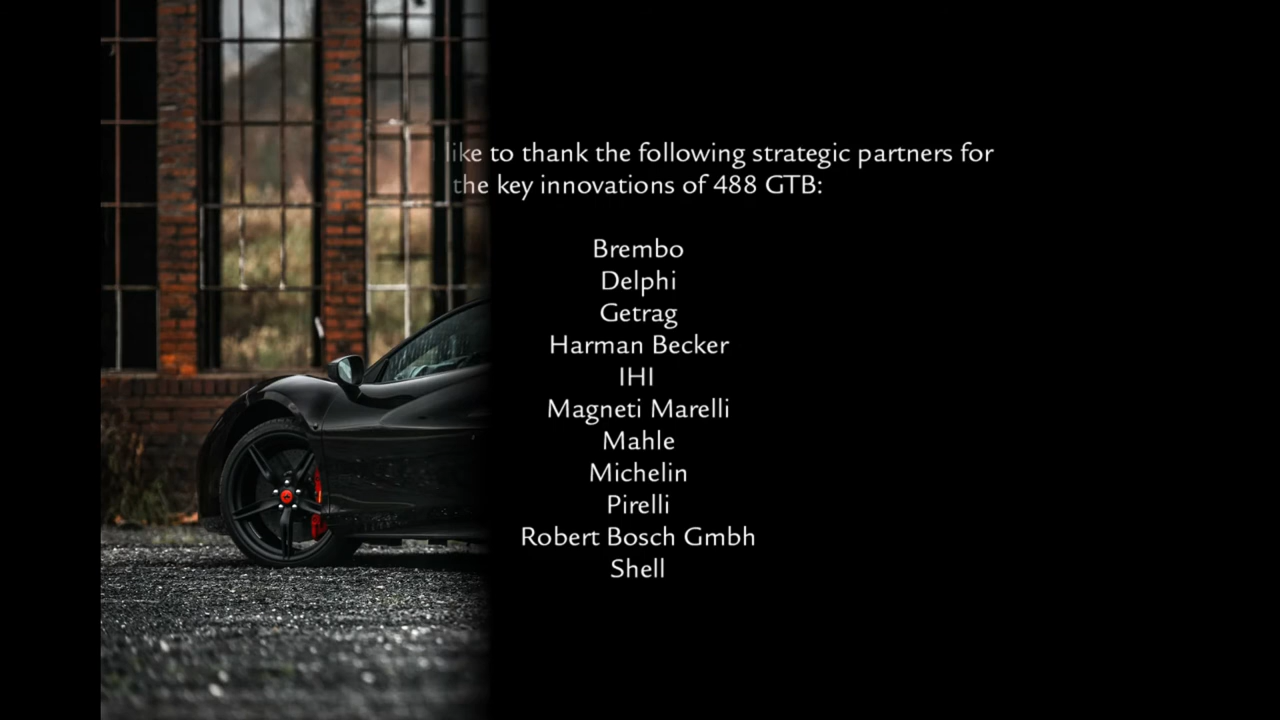 like to thank the following strategic partners for
the key innovations of 488 GTB:
Brembo
Delphi
Getrag
Harman Becker
IHI
Magneti Marelli
Mahle
Michelin
Pirelli
Robert Bosch Gmbh
Shell